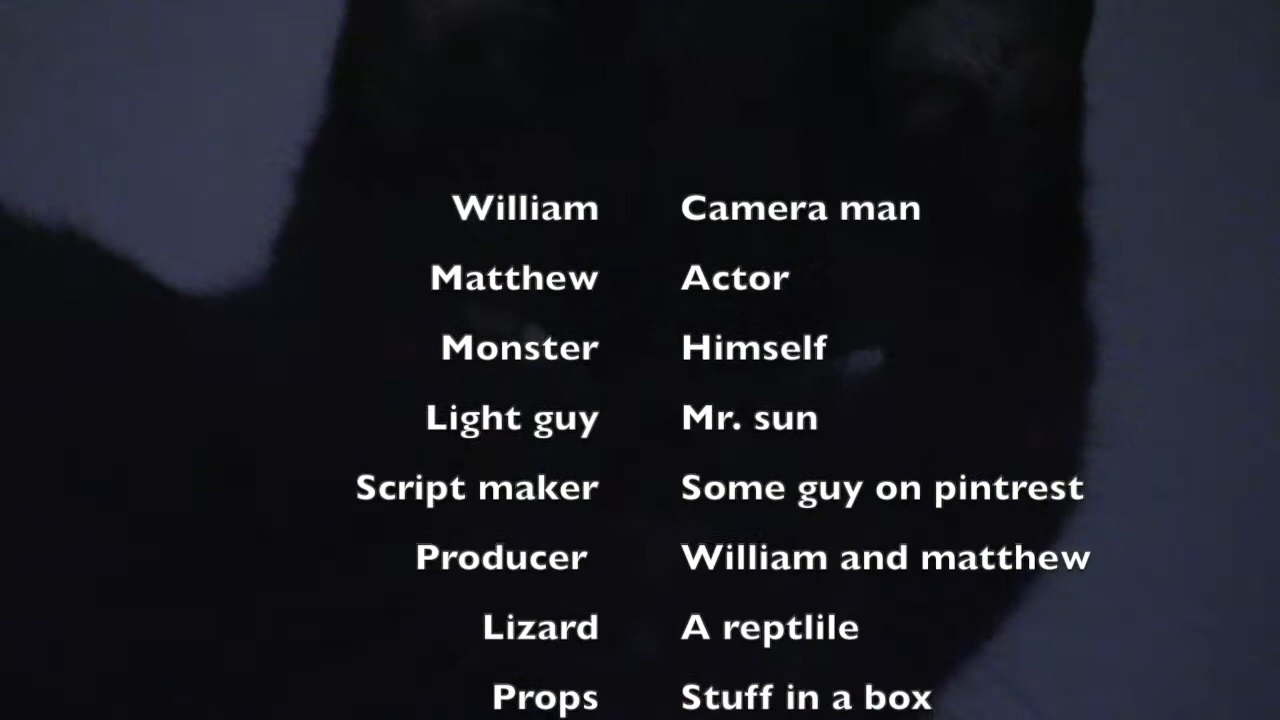 William Camera man
Matthew Actor
Monster Himself
Light guy Mr. sun
Script maker Some guy on pintrest
Producer William and matthew
Lizard A reptlile
Props Stuff in a box